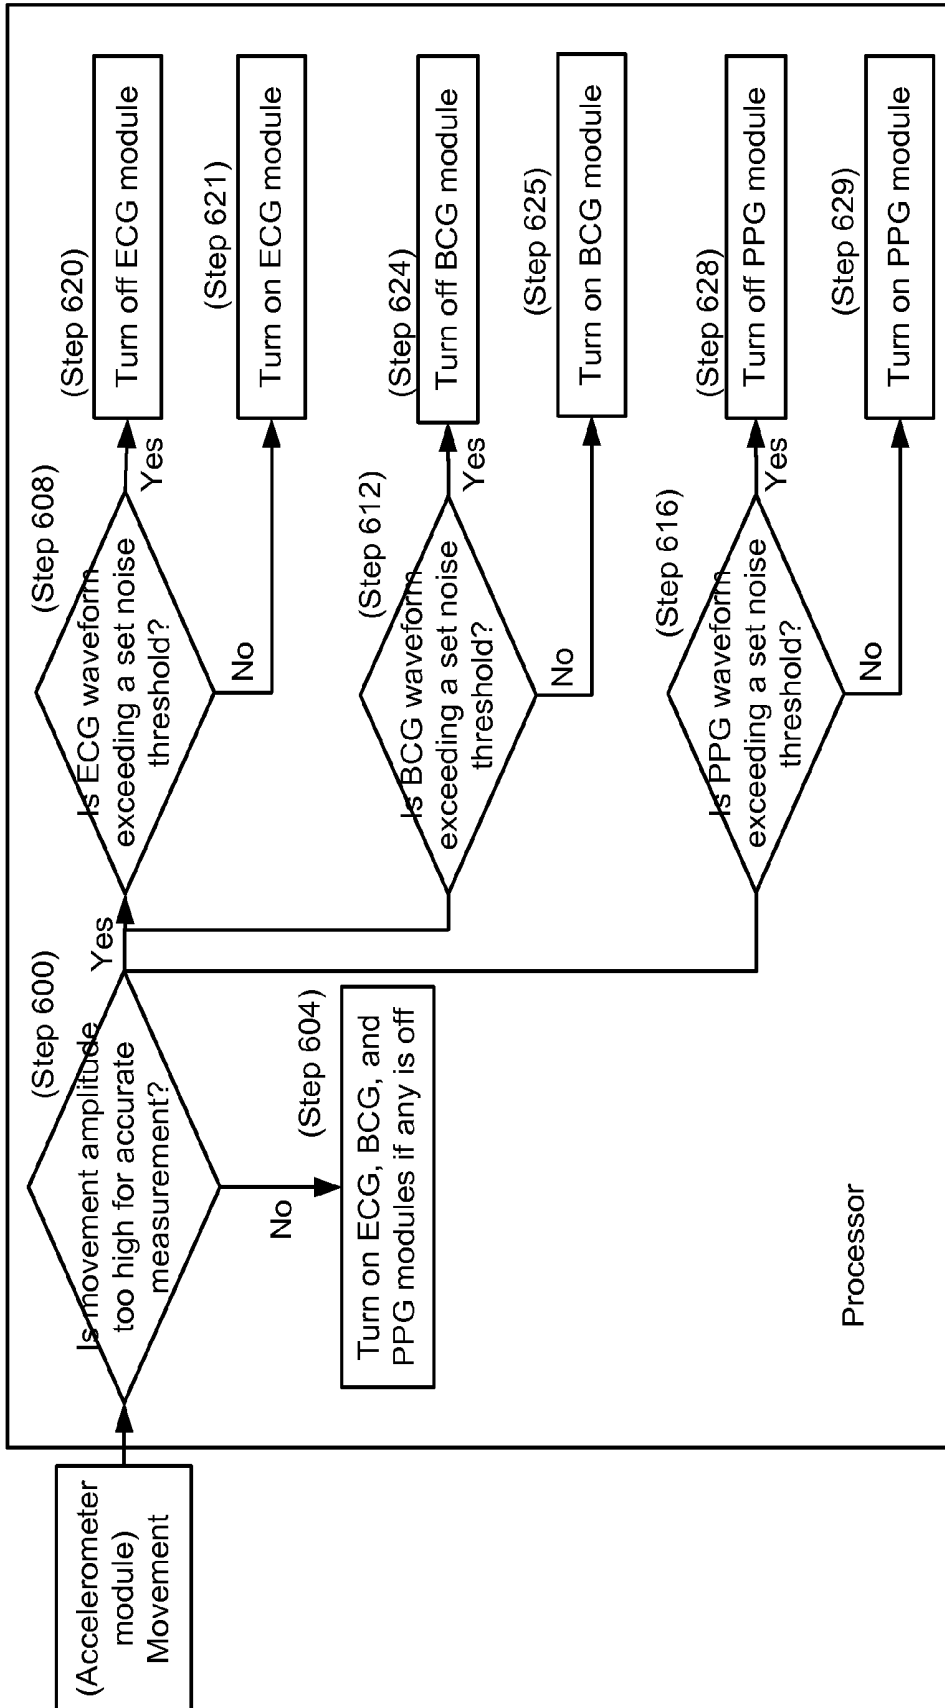 (Accelerometer
module)
Movement
(Step 600)
Is movement amplitude
too high for accurate
measurement?
Yes
No
(Step 604)
Turn on ECG, BCG, and
PPG modules if any is off
(Step 608)
Is ECG waveform
exceeding a set noise
threshold?
Yes
No
(Step 620)
Turn off ECG module
(Step 621)
Turn on ECG module
(Step 612)
Is BCG waveform
exceeding a set noise
threshold?
Yes
No
(Step 624)
Turn off BCG module
(Step 625)
Turn on BCG module
(Step 616)
Is PPG waveform
exceeding a set noise
threshold?
Yes
No
(Step 628)
Turn off PPG module
(Step 629)
Turn on PPG module
Processor